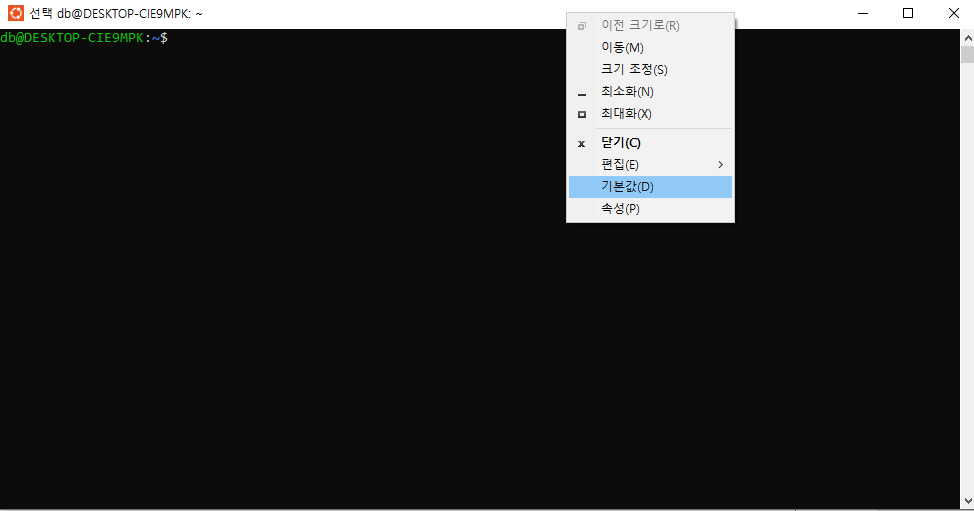 선택 db@DESKTOP-CIE9MPK: ~
db@DESKTOP-CIE9MPK:~$
이전 크기로(R)
이동(M)
크기 조정(S)
최소화(N)
최대화(X)
닫기(C)
편집(E)
기본값(D)
속성(P)